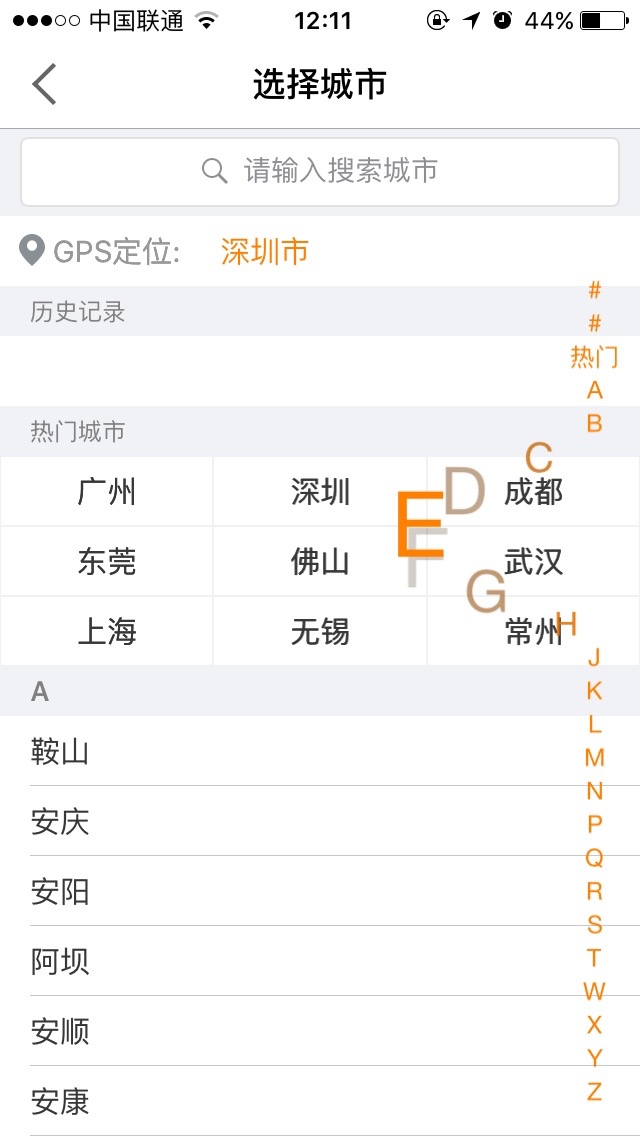 中国联通 12:11 44%
选择城市
请输入搜索城市
GPS定位: 深圳市
历史记录
热门城市
广州 深圳 成都
东莞 佛山 武汉
上海 无锡 常州
A
鞍山
安庆
安阳
阿坝
安顺
安康
#
#
热门
A
B
C
D
E
F
G
H
J
K
L
M
N
P
Q
R
S
T
W
X
Y
Z